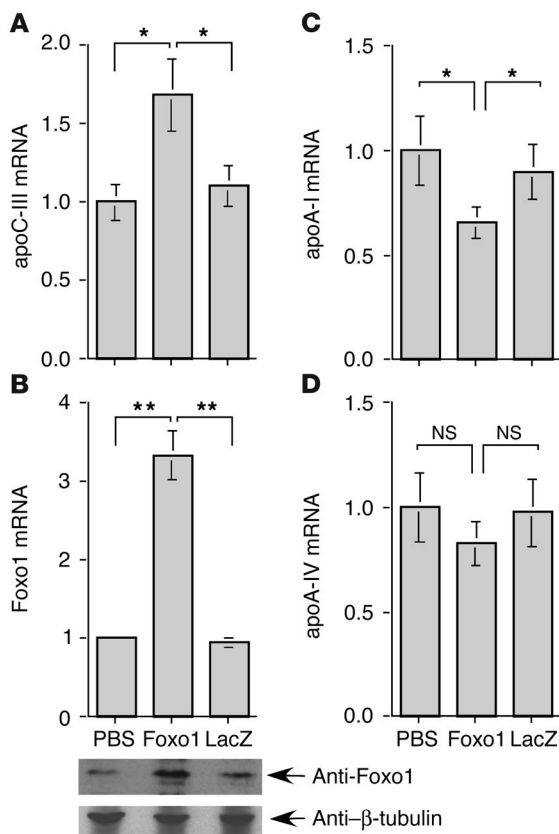 A
apoC-III mRNA
2.0
1.5
1.0
0.5
0.0
* *
B
Foxo1 mRNA
4
3
2
1
0
** **
PBS Foxo1 LacZ
Anti-Foxo1
Anti–β-tubulin
C
apoA-I mRNA
1.5
1.0
0.5
0.0
* *
D
apoA-IV mRNA
1.5
1.0
0.5
0.0
NS NS
PBS Foxo1 LacZ